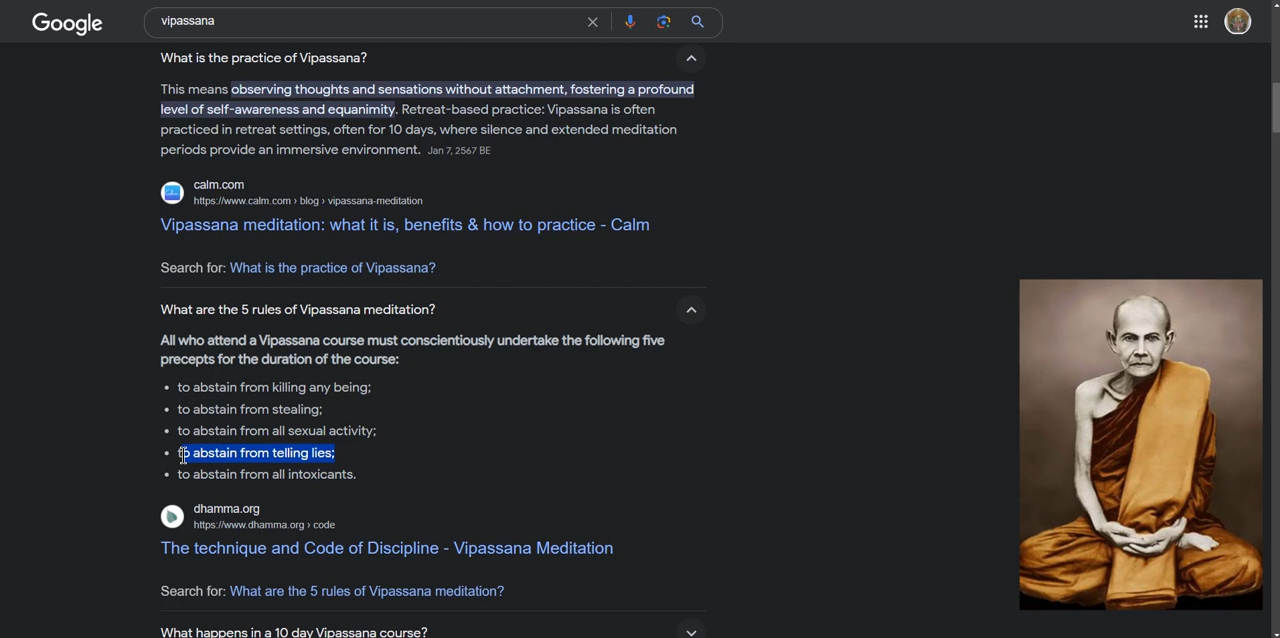 Google
vipassana
What is the practice of Vipassana?
This means observing thoughts and sensations without attachment, fostering a profound
level of self-awareness and equanimity. Retreat-based practice: Vipassana is often
practiced in retreat settings, often for 10 days, where silence and extended meditation
periods provide an immersive environment. Jan 7, 2567 BE
calm.com
https://www.calm.com › blog › vipassana-meditation
Vipassana meditation: what it is, benefits & how to practice - Calm
Search for: What is the practice of Vipassana?
What are the 5 rules of Vipassana meditation?
All who attend a Vipassana course must conscientiously undertake the following five
precepts for the duration of the course:
• to abstain from killing any being;
• to abstain from stealing;
• to abstain from all sexual activity;
• to abstain from telling lies;
• to abstain from all intoxicants.
dhamma.org
https://www.dhamma.org › code
The technique and Code of Discipline - Vipassana Meditation
Search for: What are the 5 rules of Vipassana meditation?
What happens in a 10 day Vipassana course?